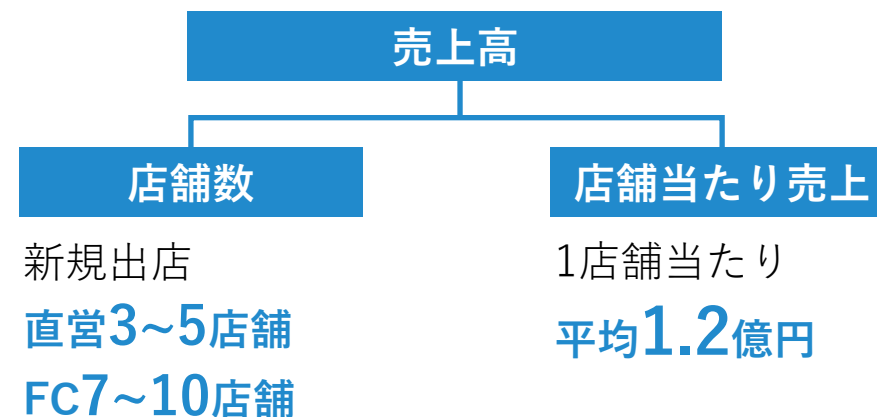 売上高
店舗数
新規出店
直営3~5店舗
FC7~10店舗
店舗当たり売上
1店舗当たり
平均1.2億円